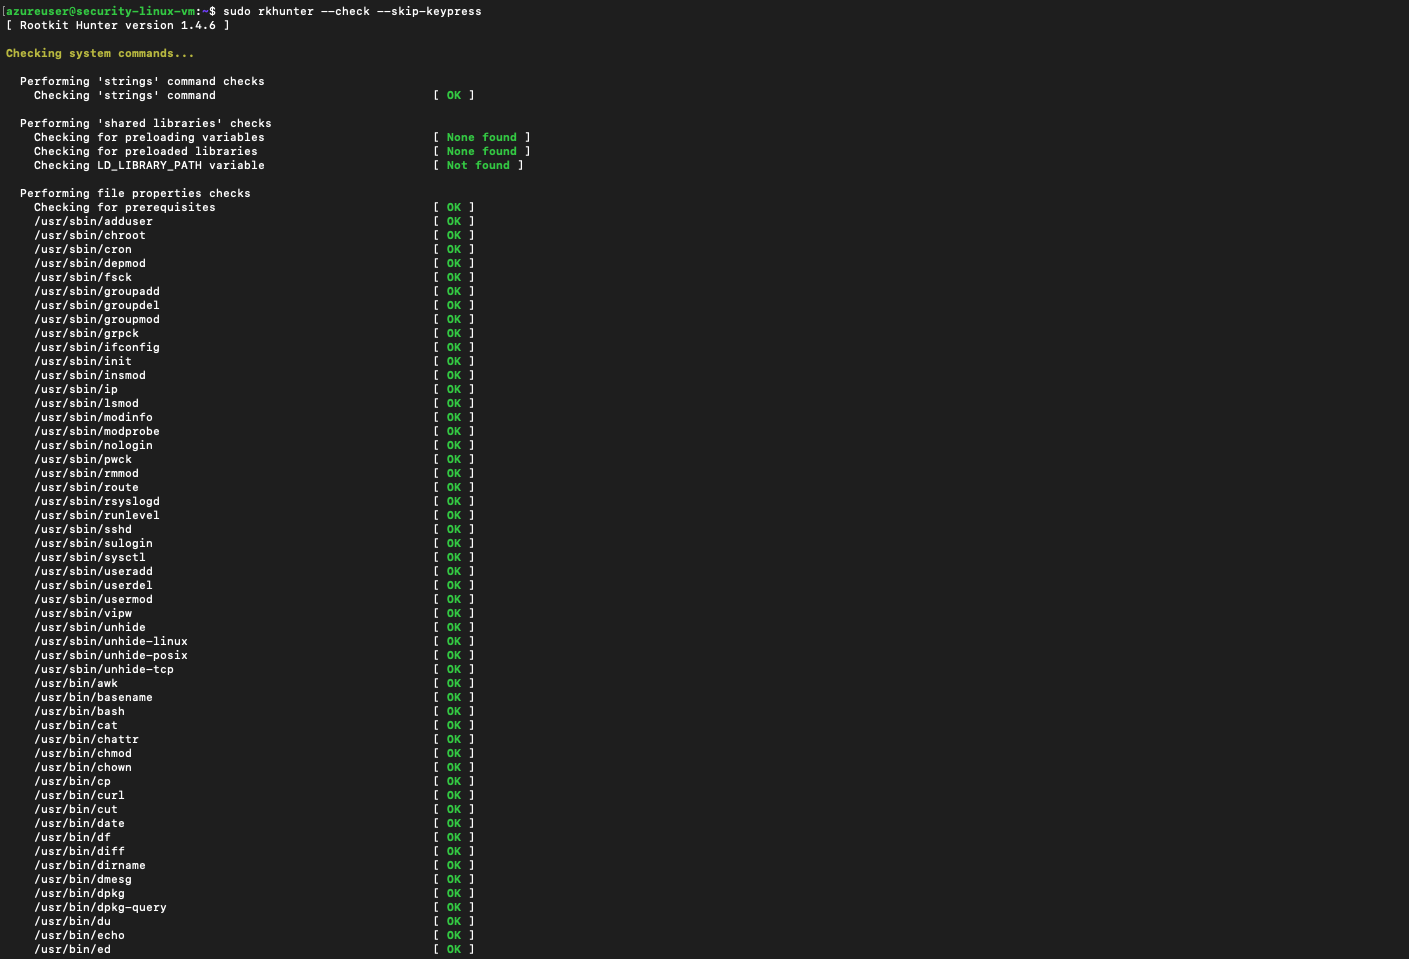 [azureuser@security-linux-vm:~$ sudo rkhunter --check --skip-keypress
[ Rootkit Hunter version 1.4.6 ]
Checking system commands...
Performing 'strings' command checks
Checking 'strings' command [ OK ]
Performing 'shared libraries' checks
Checking for preloading variables [ None found ]
Checking for preloaded libraries [ None found ]
Checking LD_LIBRARY_PATH variable [ Not found ]
Performing file properties checks
Checking for prerequisites [ OK ]
/usr/sbin/adduser [ OK ]
/usr/sbin/chroot [ OK ]
/usr/sbin/cron [ OK ]
/usr/sbin/depmod [ OK ]
/usr/sbin/fsck [ OK ]
/usr/sbin/groupadd [ OK ]
/usr/sbin/groupdel [ OK ]
/usr/sbin/groupmod [ OK ]
/usr/sbin/grpck [ OK ]
/usr/sbin/ifconfig [ OK ]
/usr/sbin/init [ OK ]
/usr/sbin/insmod [ OK ]
/usr/sbin/ip [ OK ]
/usr/sbin/lsmod [ OK ]
/usr/sbin/modinfo [ OK ]
/usr/sbin/modprobe [ OK ]
/usr/sbin/nologin [ OK ]
/usr/sbin/pwck [ OK ]
/usr/sbin/rmmod [ OK ]
/usr/sbin/route [ OK ]
/usr/sbin/rsyslogd [ OK ]
/usr/sbin/runlevel [ OK ]
/usr/sbin/sshd [ OK ]
/usr/sbin/sulogin [ OK ]
/usr/sbin/sysctl [ OK ]
/usr/sbin/useradd [ OK ]
/usr/sbin/userdel [ OK ]
/usr/sbin/usermod [ OK ]
/usr/sbin/vipw [ OK ]
/usr/sbin/unhide [ OK ]
/usr/sbin/unhide-linux [ OK ]
/usr/sbin/unhide-posix [ OK ]
/usr/sbin/unhide-tcp [ OK ]
/usr/bin/awk [ OK ]
/usr/bin/basename [ OK ]
/usr/bin/bash [ OK ]
/usr/bin/cat [ OK ]
/usr/bin/chattr [ OK ]
/usr/bin/chmod [ OK ]
/usr/bin/chown [ OK ]
/usr/bin/cp [ OK ]
/usr/bin/curl [ OK ]
/usr/bin/cut [ OK ]
/usr/bin/date [ OK ]
/usr/bin/df [ OK ]
/usr/bin/diff [ OK ]
/usr/bin/dirname [ OK ]
/usr/bin/dmesg [ OK ]
/usr/bin/dpkg [ OK ]
/usr/bin/dpkg-query [ OK ]
/usr/bin/du [ OK ]
/usr/bin/echo [ OK ]
/usr/bin/ed [ OK ]